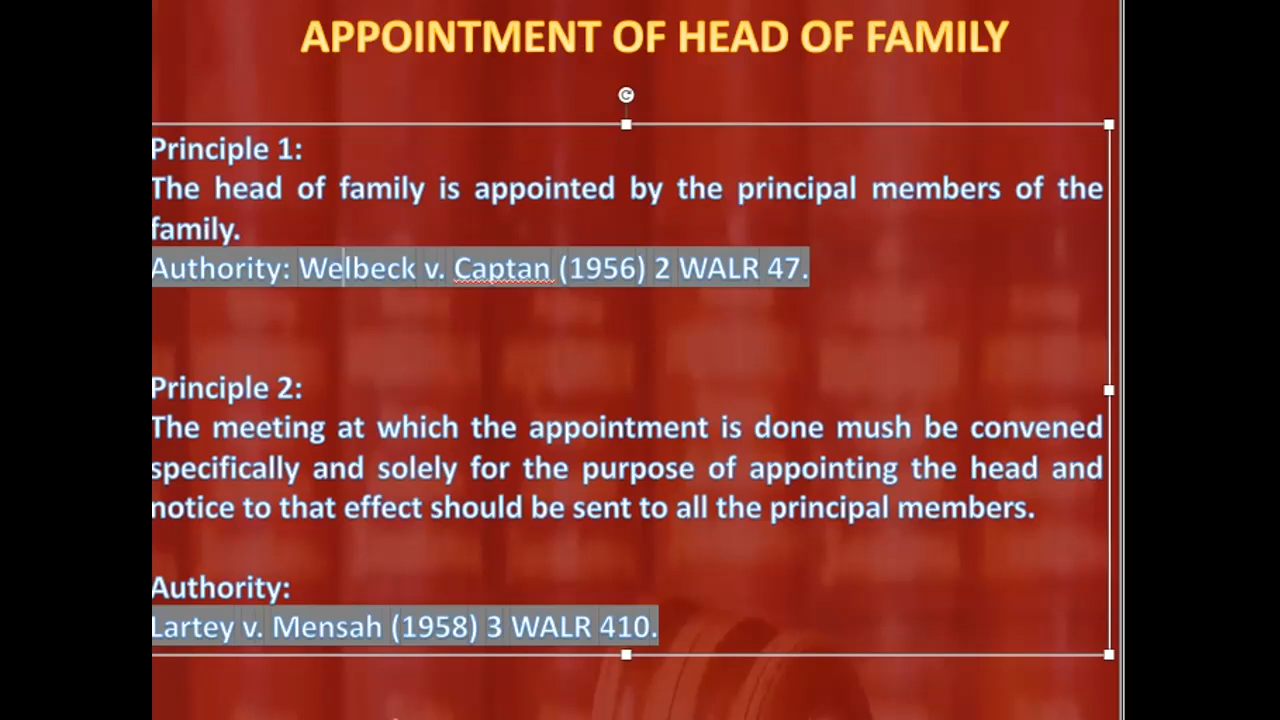 APPOINTMENT OF HEAD OF FAMILY
Principle 1:
The head of family is appointed by the principal members of the
family.
Authority: Welbeck v. Captan (1956) 2 WALR 47.
Principle 2:
The meeting at which the appointment is done mush be convened
specifically and solely for the purpose of appointing the head and
notice to that effect should be sent to all the principal members.
Authority:
Lartey v. Mensah (1958) 3 WALR 410.